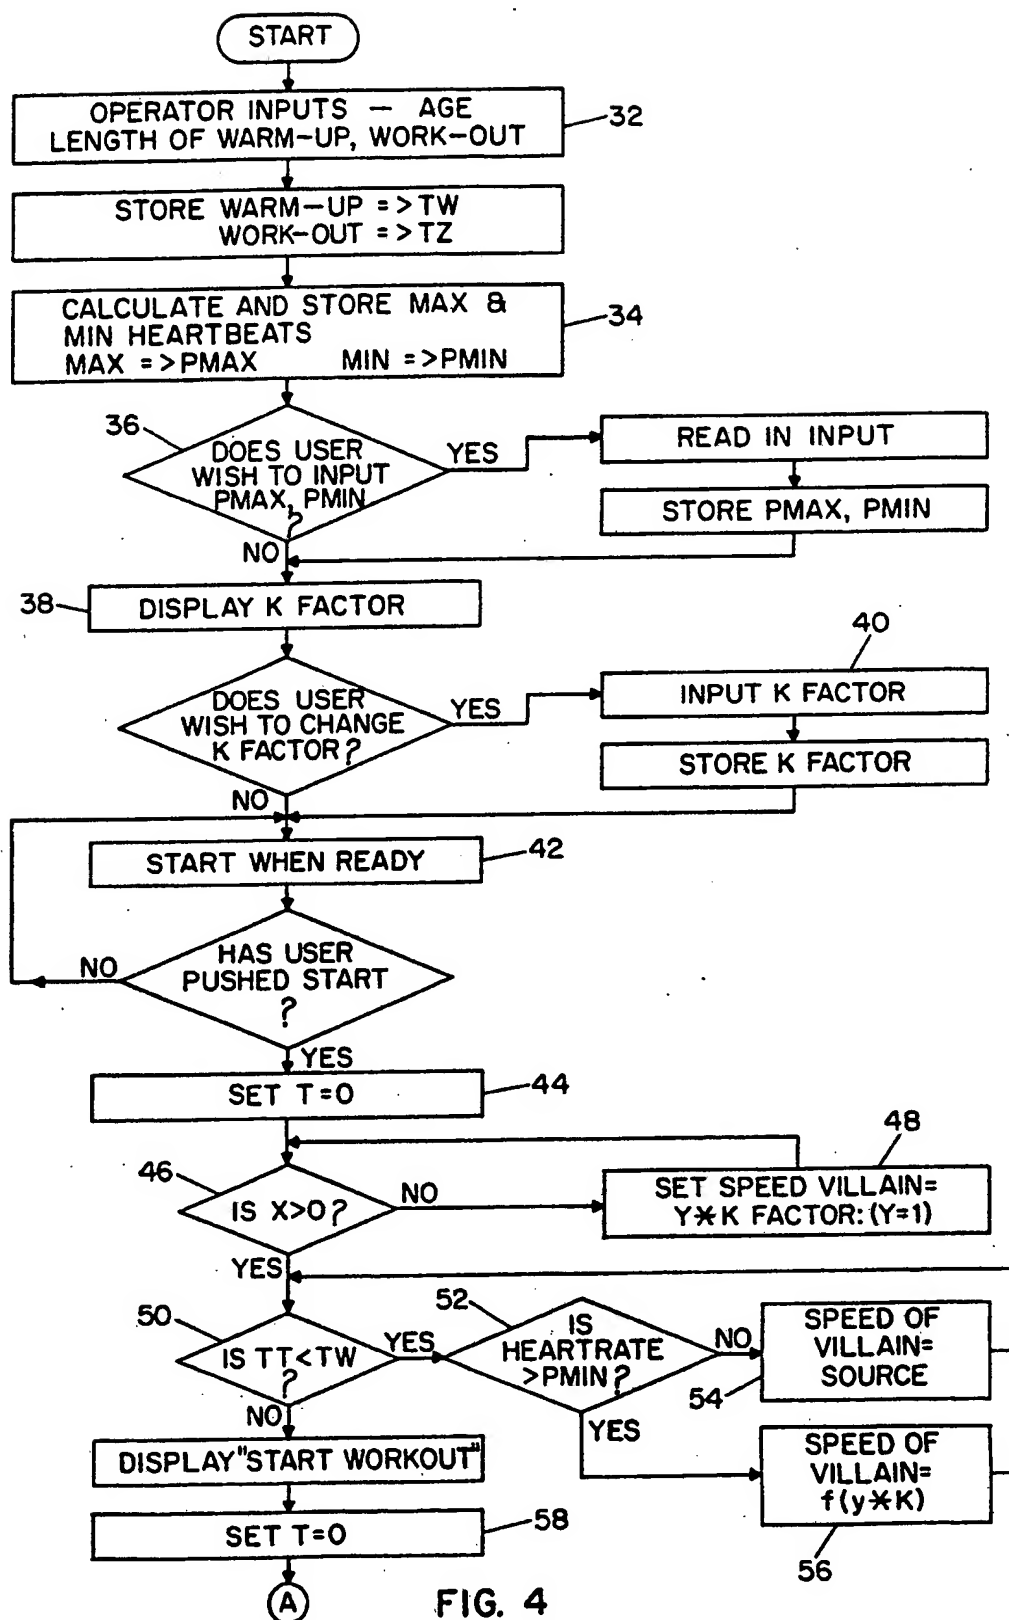 START
OPERATOR INPUTS — AGE
LENGTH OF WARM-UP, WORK-OUT
32
STORE WARM-UP =>TW
WORK-OUT =>TZ
CALCULATE AND STORE MAX &
MIN HEARTBEATS
MAX =>PMAX MIN =>PMIN
34
36
DOES USER
WISH TO INPUT
PMAX, PMIN
?
YES
READ IN INPUT
STORE PMAX, PMIN
NO
38
DISPLAY K FACTOR
40
DOES USER
WISH TO CHANGE
K FACTOR?
YES
INPUT K FACTOR
STORE K FACTOR
NO
START WHEN READY
42
HAS USER
PUSHED START
?
NO
YES
SET T=0
44
46
IS X>0?
NO
48
SET SPEED VILLAIN=
Y*K FACTOR:(Y=1)
YES
50
IS TT<TW
?
YES
52
IS
HEARTRATE
>PMIN?
NO
SPEED OF
VILLAIN=
SOURCE
54
YES
SPEED OF
VILLAIN=
f(y*K)
56
NO
DISPLAY"START WORKOUT"
SET T=0
58
A
FIG. 4